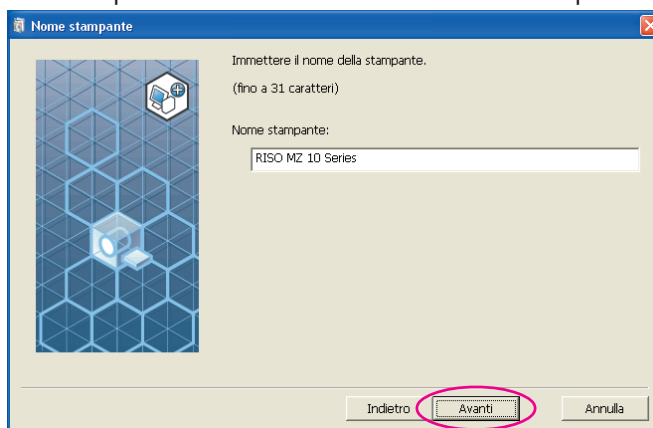 Nome stampante
Immettere il nome della stampante.
(fino a 31 caratteri)
Nome stampante:
RISO MZ 10 Series
Indietro Avanti Annulla